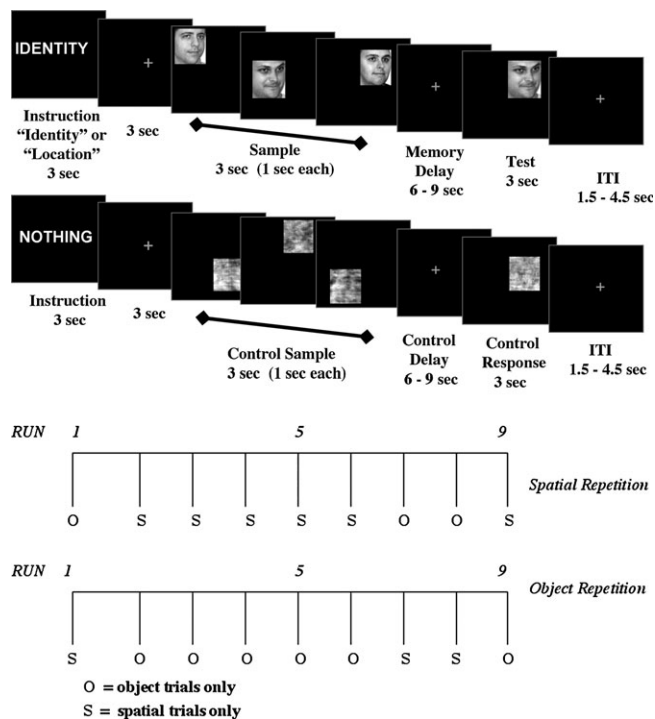 IDENTITY
Instruction
“Identity” or
“Location”
3 sec
3 sec
Sample
3 sec (1 sec each)
Memory
Delay
6 - 9 sec
Test
3 sec
ITI
1.5 - 4.5 sec
NOTHING
Instruction
3 sec
3 sec
Control Sample
3 sec (1 sec each)
Control
Delay
6 - 9 sec
Control
Response
3 sec
ITI
1.5 - 4.5 sec
RUN 1 5 9
Spatial Repetition
O S S S S S O O S
RUN 1 5 9
Object Repetition
S O O O O O S S O
O = object trials only
S = spatial trials only